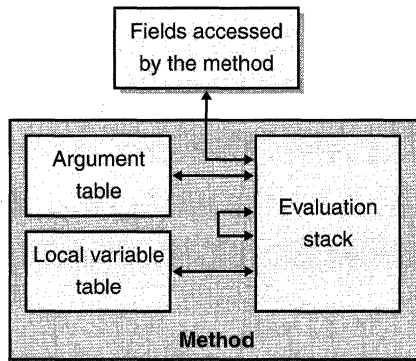 Fields accessed
by the method
Argument
table
Evaluation
stack
Local variable
table
Method